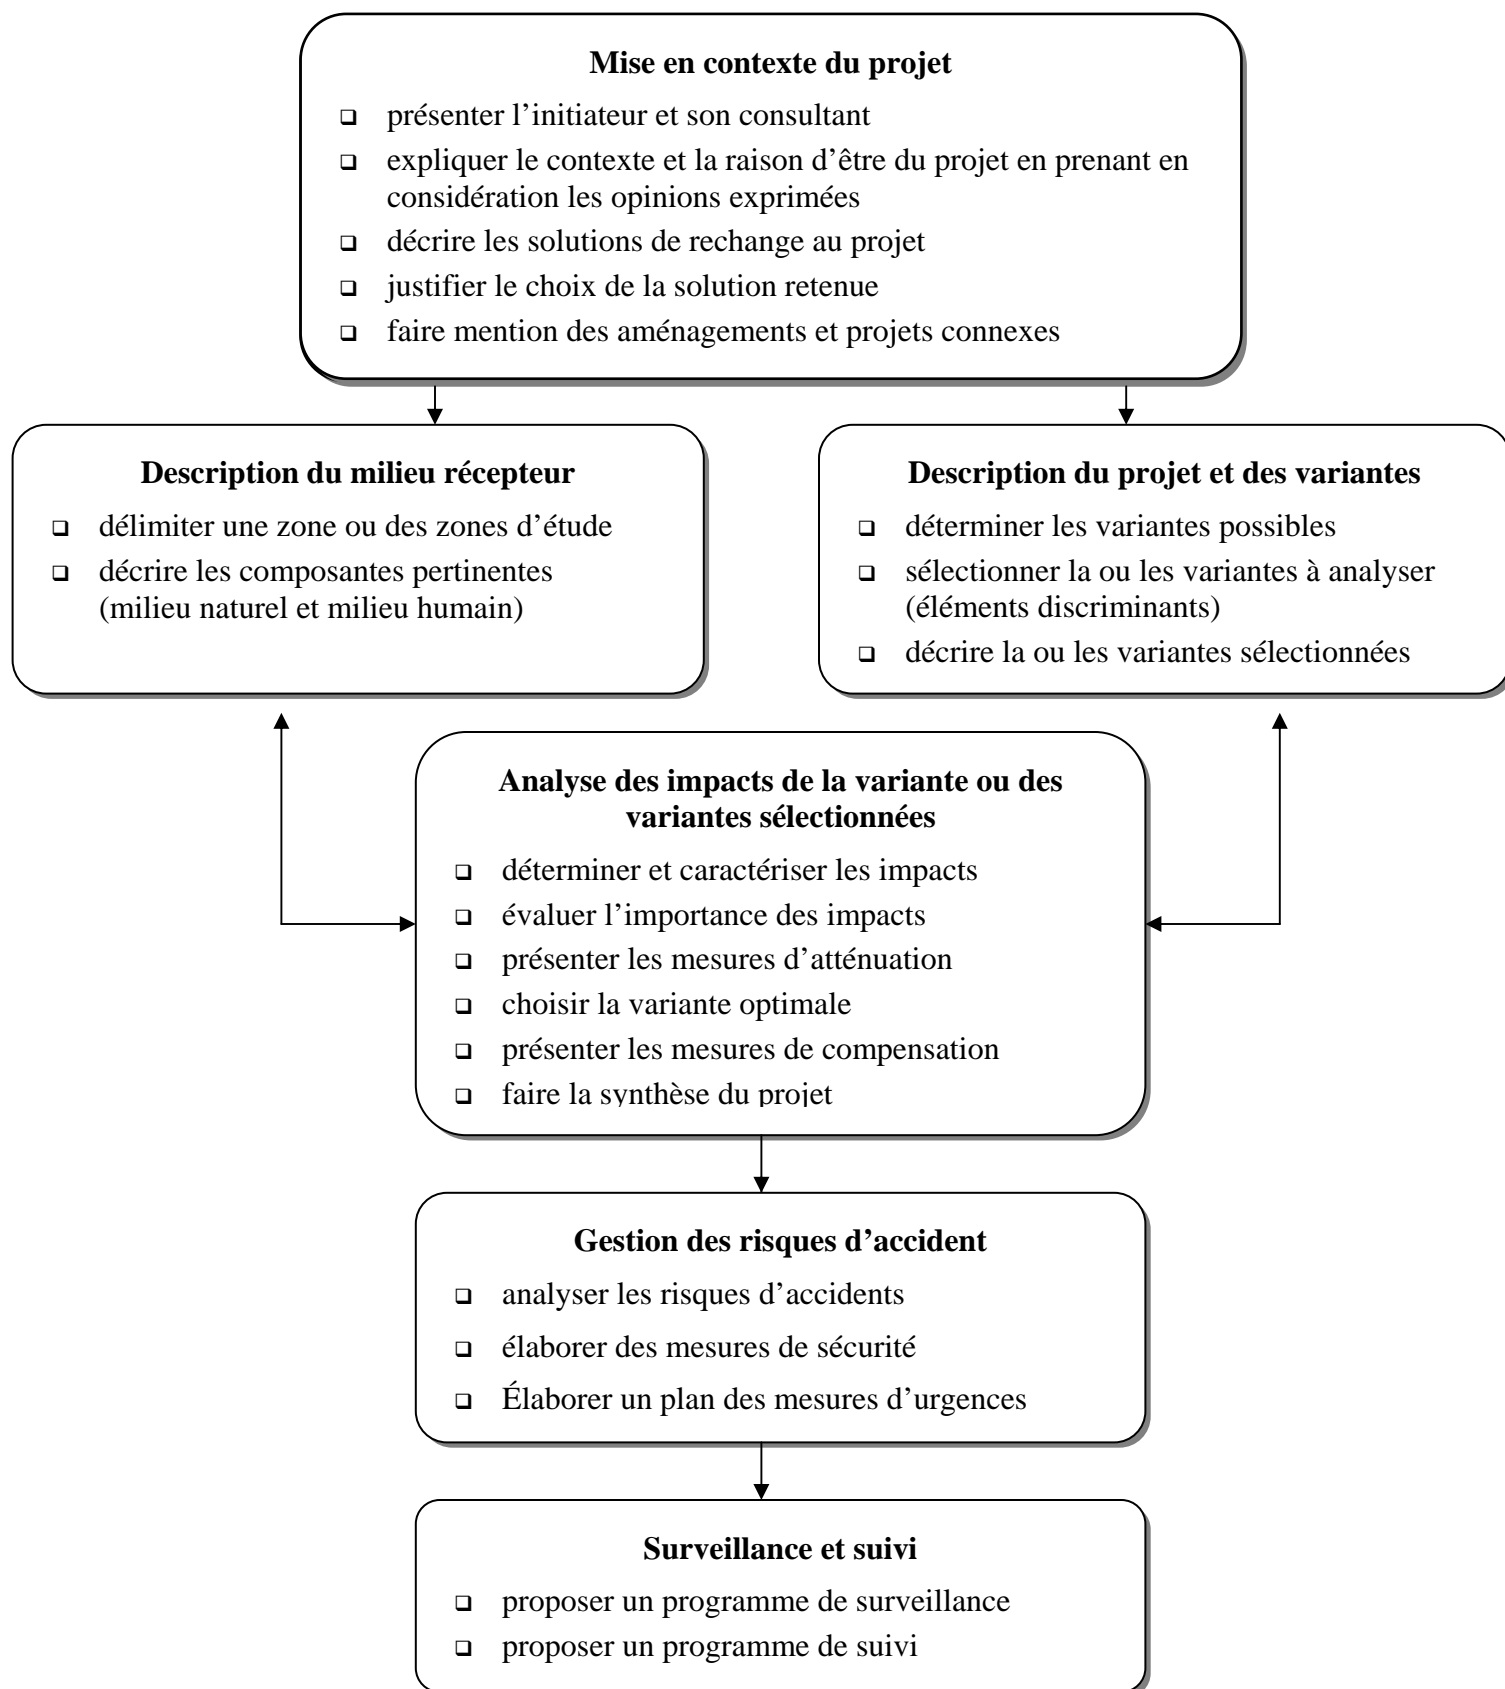 Mise en contexte du projet
❑ présenter l’initiateur et son consultant
❑ expliquer le contexte et la raison d’être du projet en prenant en
considération les opinions exprimées
❑ décrire les solutions de rechange au projet
❑ justifier le choix de la solution retenue
❑ faire mention des aménagements et projets connexes
Description du milieu récepteur
❑ délimiter une zone ou des zones d’étude
❑ décrire les composantes pertinentes
(milieu naturel et milieu humain)
Description du projet et des variantes
❑ déterminer les variantes possibles
❑ sélectionner la ou les variantes à analyser
(éléments discriminants)
❑ décrire la ou les variantes sélectionnées
Analyse des impacts de la variante ou des
variantes sélectionnées
❑ déterminer et caractériser les impacts
❑ évaluer l’importance des impacts
❑ présenter les mesures d’atténuation
❑ choisir la variante optimale
❑ présenter les mesures de compensation
❑ faire la synthèse du projet
Gestion des risques d’accident
❑ analyser les risques d’accidents
❑ élaborer des mesures de sécurité
❑ Élaborer un plan des mesures d’urgences
Surveillance et suivi
❑ proposer un programme de surveillance
❑ proposer un programme de suivi